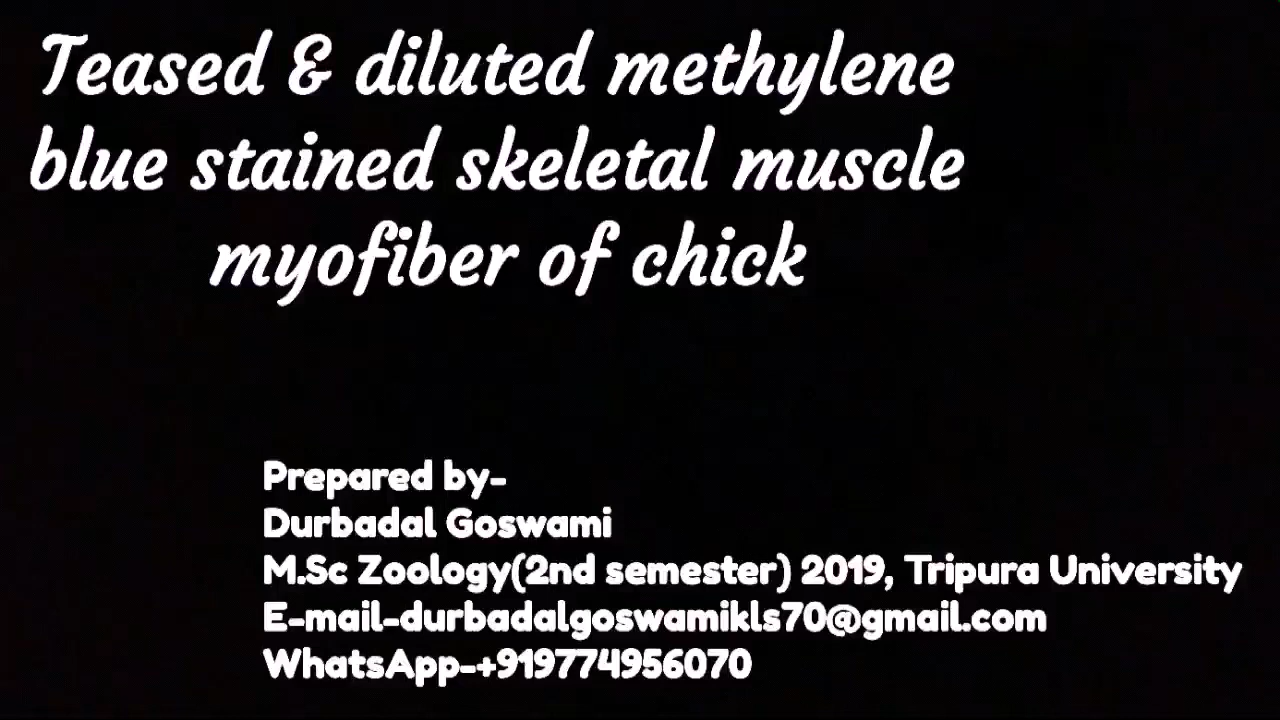 Teased & diluted methylene
blue stained skeletal muscle
myofiber of chick
Prepared by-
Durbadal Goswami
M.Sc Zoology(2nd semester) 2019, Tripura University
E-mail-durbadalgoswamikls70@gmail.com
WhatsApp-+919774956070